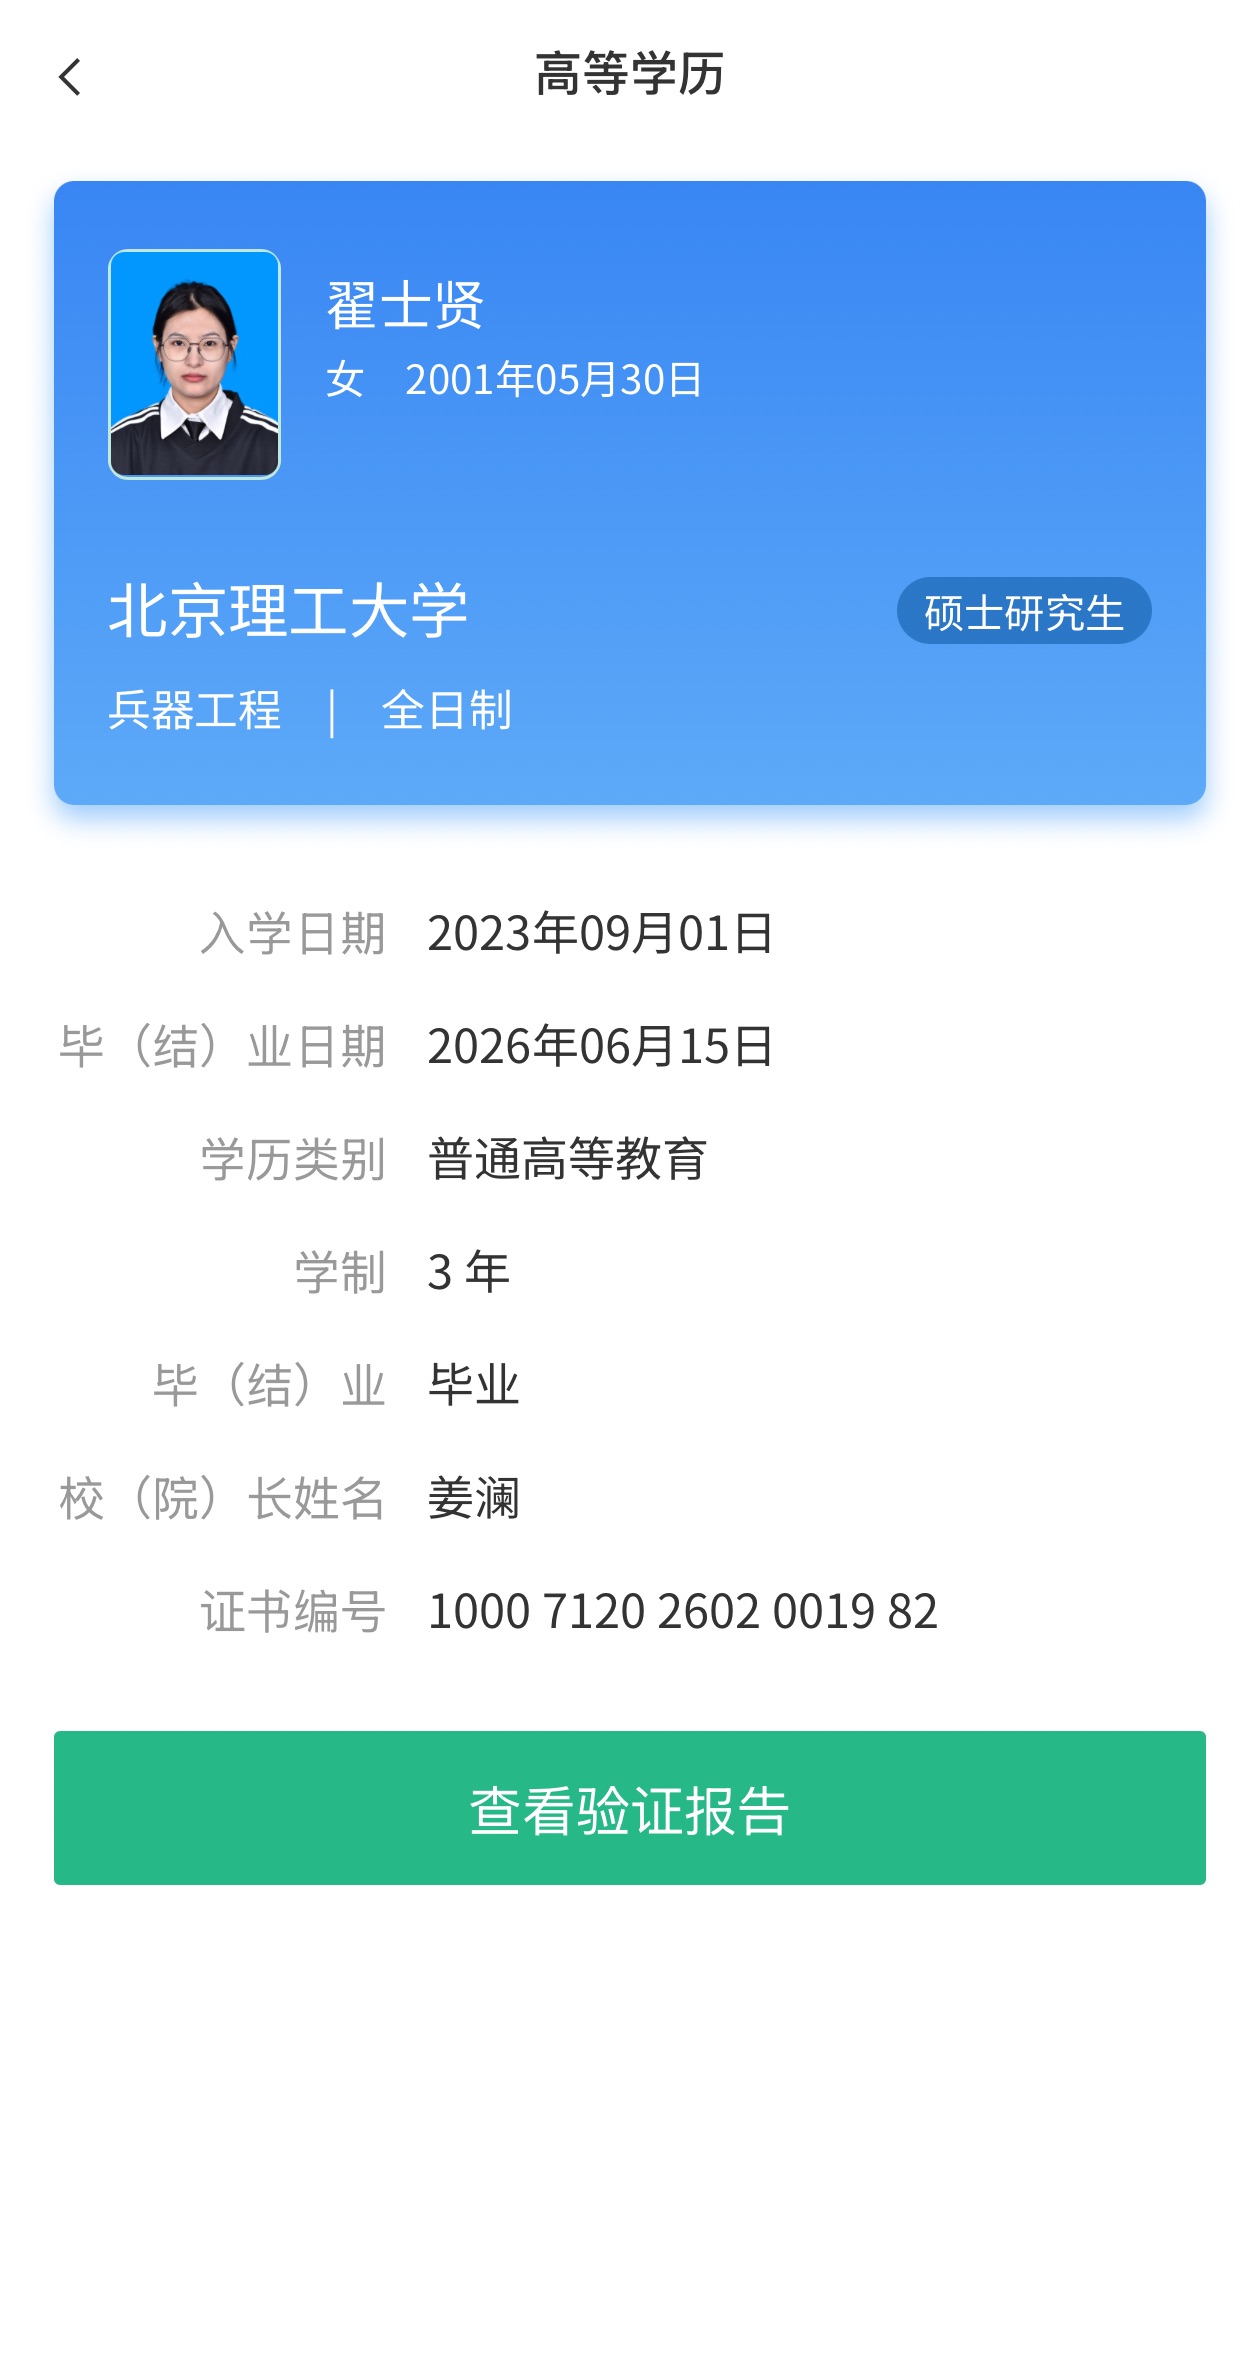 高等学历
翟士贤
女 2001年05月30日
北京理工大学 硕士研究生
兵器工程 | 全日制
入学日期 2023年09月01日
毕（结）业日期 2026年06月15日
学历类别 普通高等教育
学制 3 年
毕（结）业 毕业
校（院）长姓名 姜澜
证书编号 1000 7120 2602 0019 82
查看验证报告